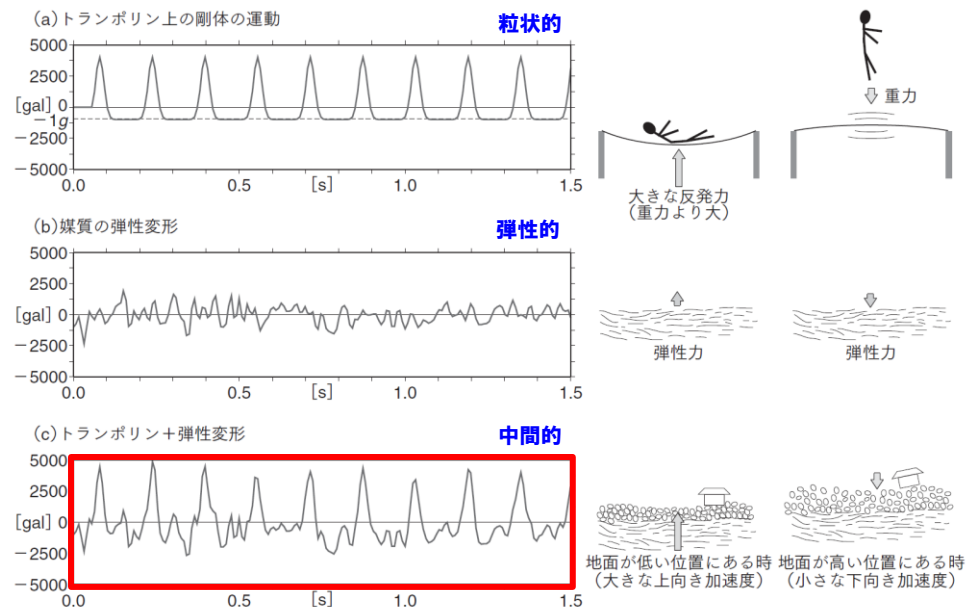 (a)トランポリン上の剛体の運動
粒状的
5000
2500
[gal] 0
−1g
−2500
−5000
0.0 0.5 [s] 1.0 1.5
重力
大きな反発力
(重力より大)
(b)媒質の弾性変形
弾性的
5000
2500
[gal] 0
−2500
−5000
0.0 0.5 [s] 1.0 1.5
弾性力
弾性力
(c)トランポリン＋弾性変形
中間的
5000
2500
[gal] 0
−2500
−5000
0.0 0.5 [s] 1.0 1.5
地面が低い位置にある時
(大きな上向き加速度)
地面が高い位置にある時
(小さな下向き加速度)